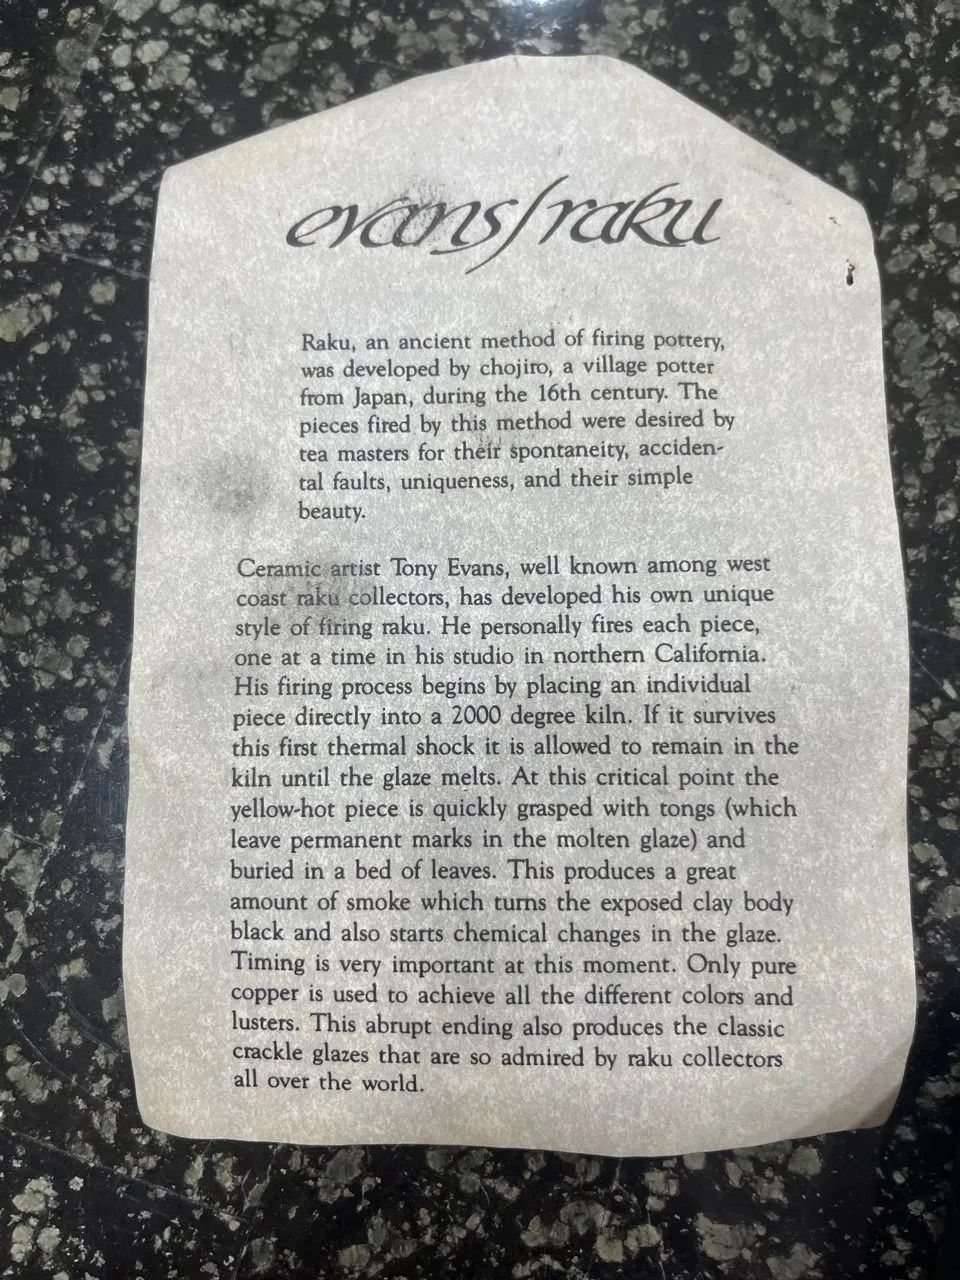 evans/raku
Raku, an ancient method of firing pottery,
was developed by chojiro, a village potter
from Japan, during the 16th century. The
pieces fired by this method were desired by
tea masters for their spontaneity, acciden-
tal faults, uniqueness, and their simple
beauty.
Ceramic artist Tony Evans, well known among west
coast raku collectors, has developed his own unique
style of firing raku. He personally fires each piece,
one at a time in his studio in northern California.
His firing process begins by placing an individual
piece directly into a 2000 degree kiln. If it survives
this first thermal shock it is allowed to remain in the
kiln until the glaze melts. At this critical point the
yellow-hot piece is quickly grasped with tongs (which
leave permanent marks in the molten glaze) and
buried in a bed of leaves. This produces a great
amount of smoke which turns the exposed clay body
black and also starts chemical changes in the glaze.
Timing is very important at this moment. Only pure
copper is used to achieve all the different colors and
lusters. This abrupt ending also produces the classic
crackle glazes that are so admired by raku collectors
all over the world.